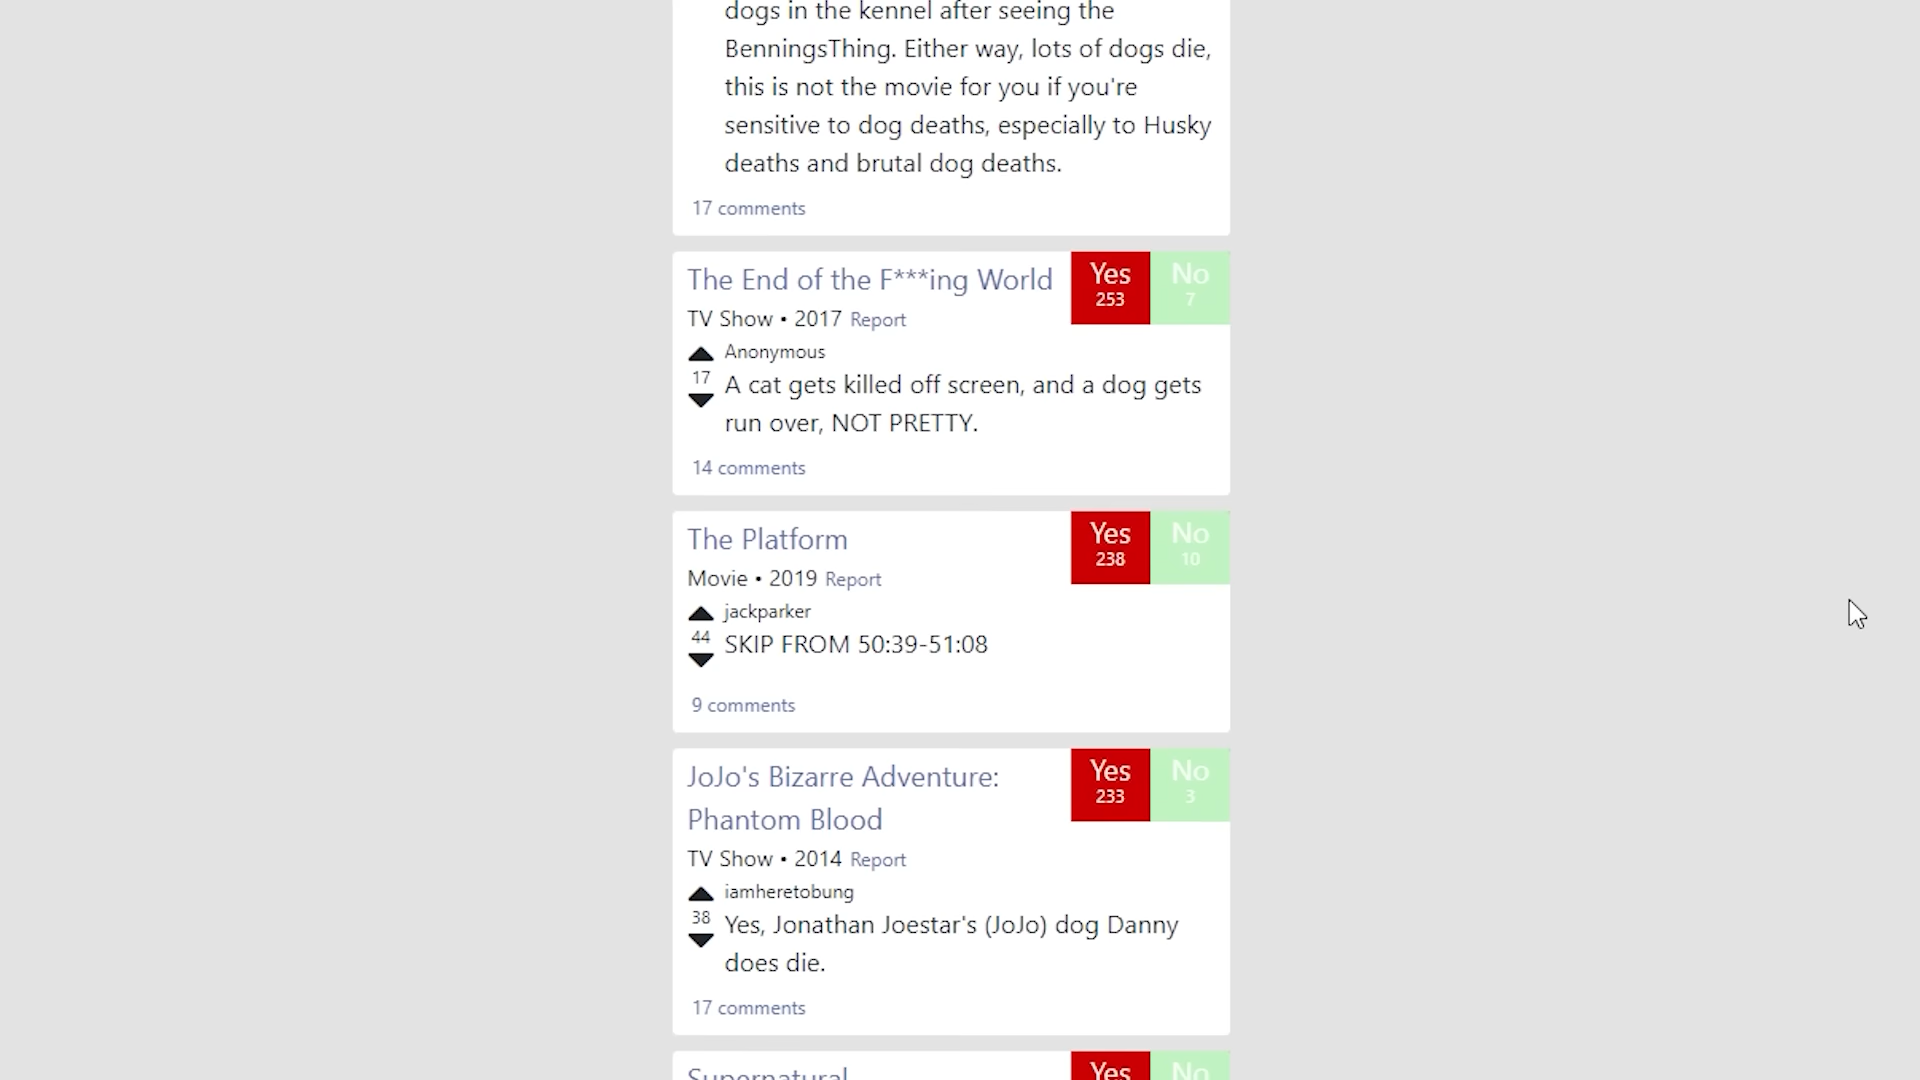 dogs in the kennel after seeing the
BenningsThing. Either way, lots of dogs die,
this is not the movie for you if you're
sensitive to dog deaths, especially to Husky
deaths and brutal dog deaths.
17 comments
The End of the F***ing World
Yes
253
No
7
TV Show • 2017 Report
Anonymous
17
A cat gets killed off screen, and a dog gets
run over, NOT PRETTY.
14 comments
The Platform
Yes
238
No
10
Movie • 2019 Report
jackparker
44
SKIP FROM 50:39-51:08
9 comments
JoJo's Bizarre Adventure:
Phantom Blood
Yes
233
No
3
TV Show • 2014 Report
iamheretobung
38
Yes, Jonathan Joestar's (JoJo) dog Danny
does die.
17 comments
Supernatural
Yes
No